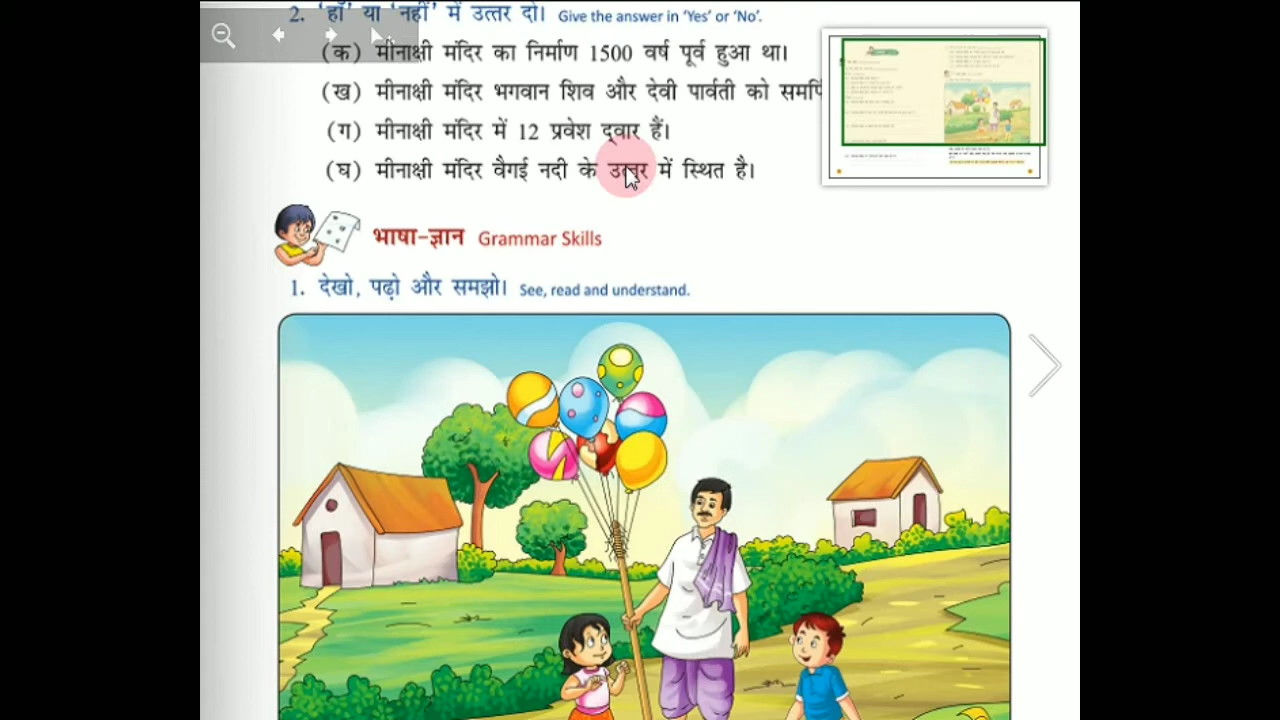 2. 'हाँ' या 'नहीं' में उत्तर दो। Give the answer in 'Yes' or 'No'.
(क) मीनाक्षी मंदिर का निर्माण 1500 वर्ष पूर्व हुआ था।
(ख) मीनाक्षी मंदिर भगवान शिव और देवी पार्वती को
(ग) मीनाक्षी मंदिर में 12 प्रवेश द्वार हैं।
(घ) मीनाक्षी मंदिर वैगई नदी के उत्तर में स्थित है।
भाषा-ज्ञान Grammar Skills
1. देखो, पढ़ो और समझो। See, read and understand.